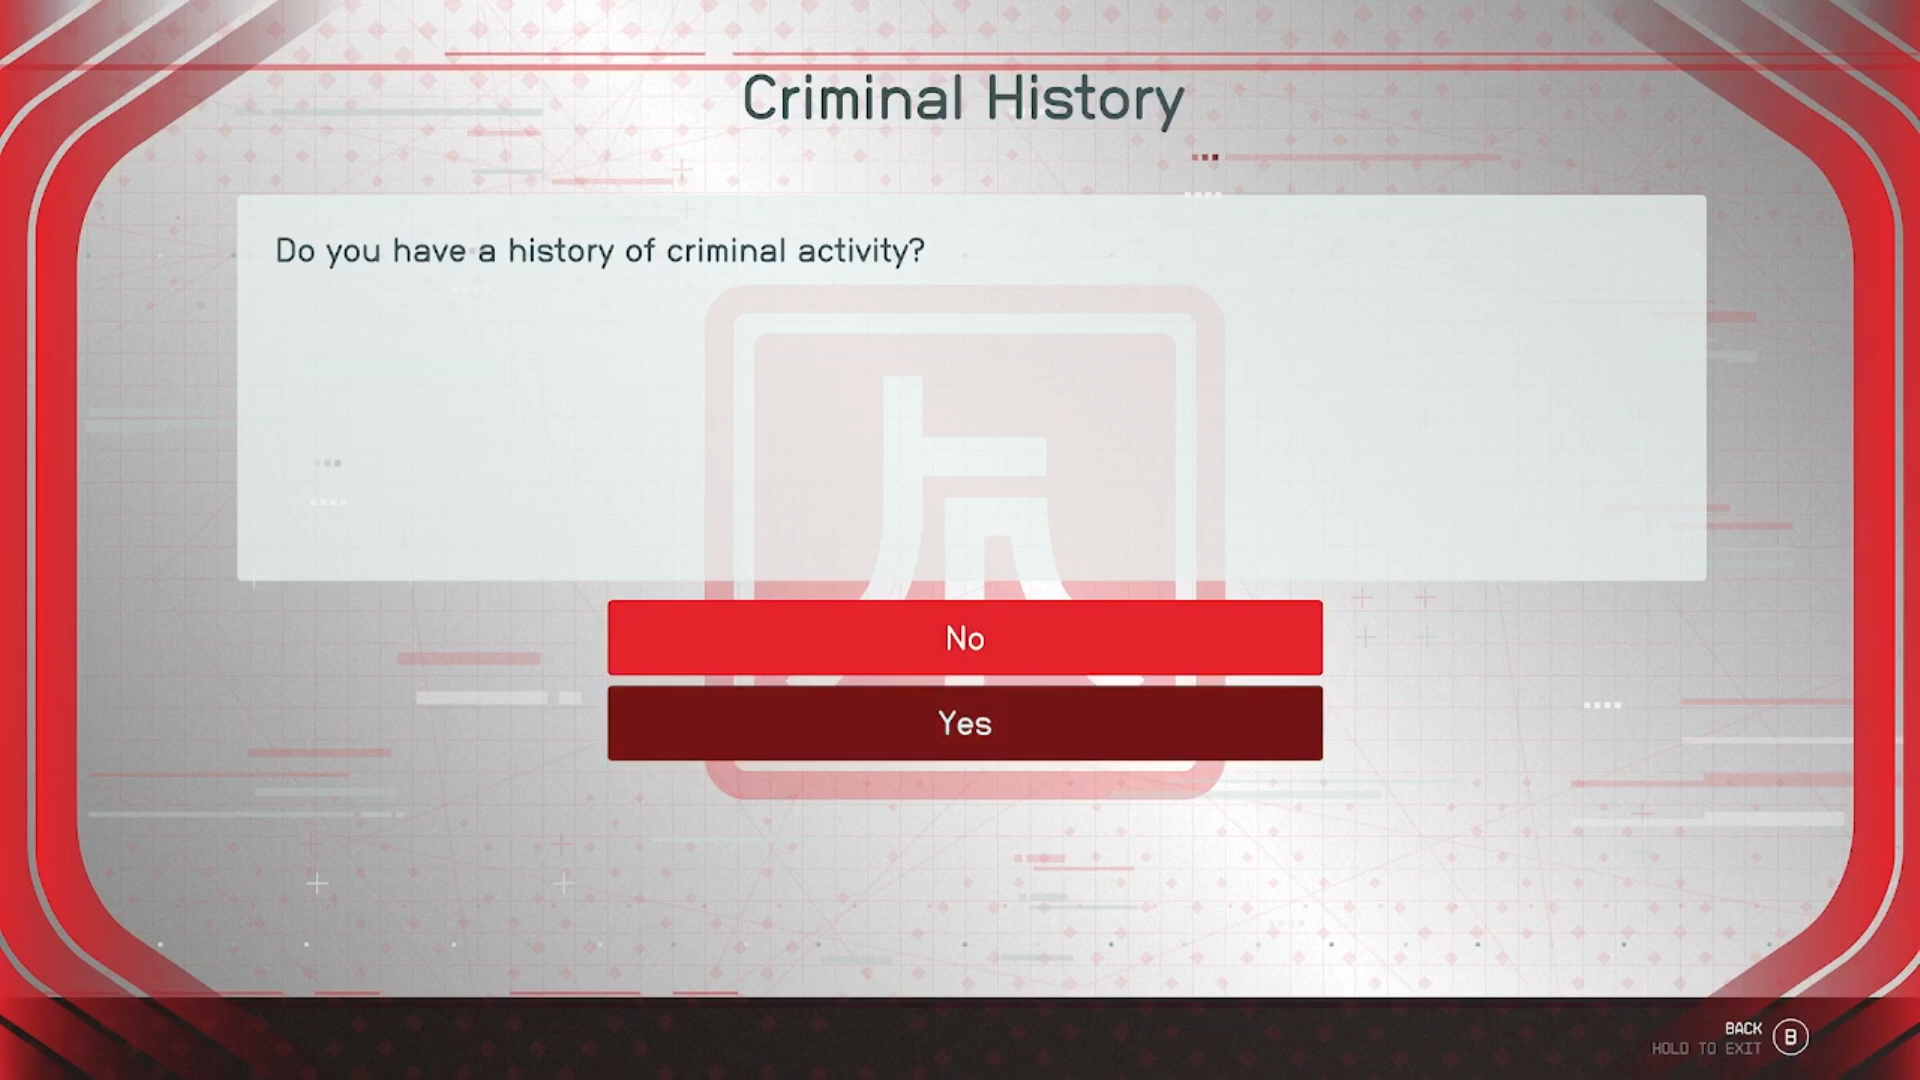 Criminal History
Do you have a history of criminal activity?
No
Yes
BACK
HOLD TO EXIT
B